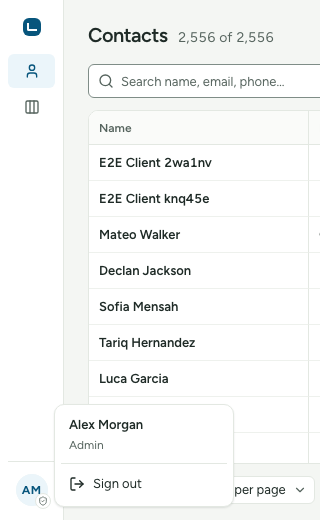 Contacts 2,556 of 2,556
Search name, email, phone...
Name
E2E Client 2wa1nv
E2E Client knq45e
Mateo Walker
Declan Jackson
Sofia Mensah
Tariq Hernandez
Luca Garcia
Alex Morgan
Admin
Sign out
AM
per page